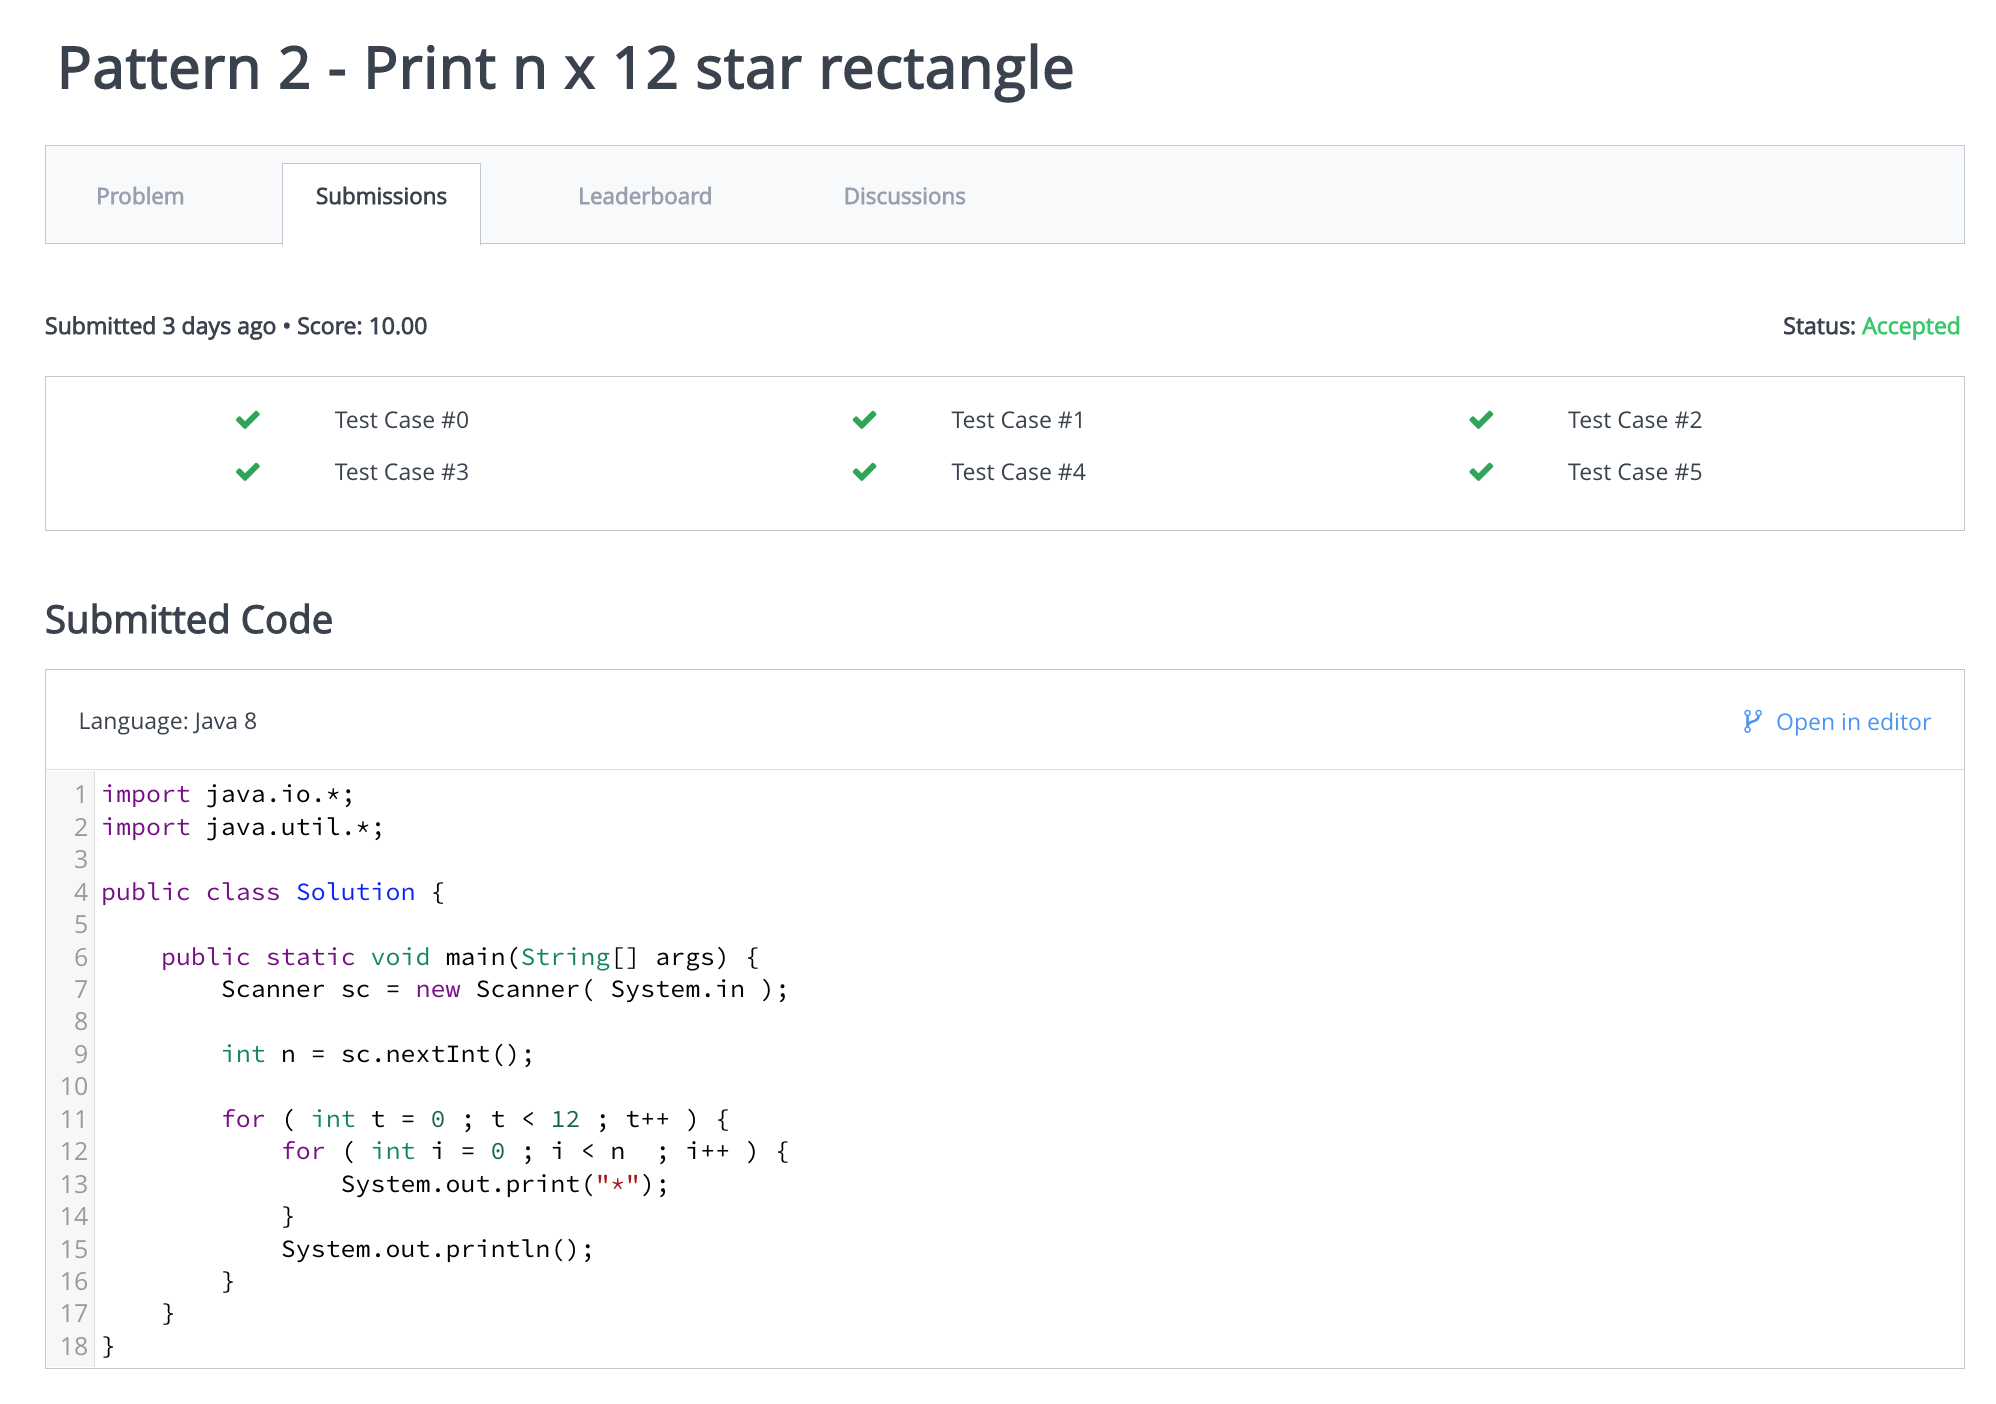 Pattern 2 - Print n x 12 star rectangle
Problem Submissions Leaderboard Discussions
Submitted 3 days ago • Score: 10.00 Status: Accepted
Test Case #0 Test Case #1 Test Case #2
Test Case #3 Test Case #4 Test Case #5
Submitted Code
Language: Java 8 Open in editor
1 import java.io.*;
2 import java.util.*;
3
4 public class Solution {
5
6     public static void main(String[] args) {
7         Scanner sc = new Scanner( System.in );
8
9         int n = sc.nextInt();
10
11         for ( int t = 0 ; t < 12 ; t++ ) {
12             for ( int i = 0 ; i < n  ; i++ ) {
13                 System.out.print("*");
14             }
15             System.out.println();
16         }
17     }
18 }